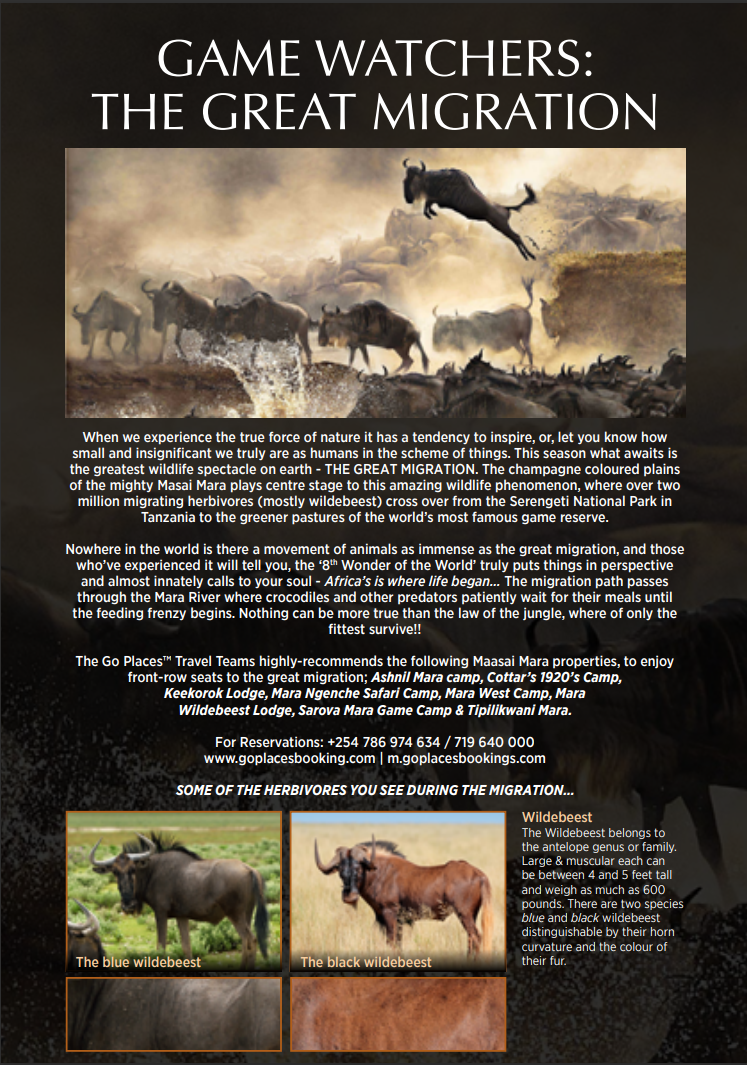 GAME WATCHERS:
THE GREAT MIGRATION
When we experience the true force of nature it has a tendency to inspire, or, let you know how
small and insignificant we truly are as humans in the scheme of things. This season what awaits is
the greatest wildlife spectacle on earth - THE GREAT MIGRATION. The champagne coloured plains
of the mighty Masai Mara plays centre stage to this amazing wildlife phenomenon, where over two
million migrating herbivores (mostly wildebeest) cross over from the Serengeti National Park in
Tanzania to the greener pastures of the world's most famous game reserve.
Nowhere in the world is there a movement of animals as immense as the great migration, and those
who've experienced it will tell you, the '8th Wonder of the World' truly puts things in perspective
and almost innately calls to your soul - Africa's is where life began... The migration path passes
through the Mara River where crocodiles and other predators patiently wait for their meals until
the feeding frenzy begins. Nothing can be more true than the law of the jungle, where of only the
fittest survive!!
The Go Places™ Travel Teams highly-recommends the following Maasai Mara properties, to enjoy
front-row seats to the great migration; Ashnil Mara camp, Cottar's 1920's Camp,
Keekorok Lodge, Mara Ngenche Safari Camp, Mara West Camp, Mara
Wildebeest Lodge, Sarova Mara Game Camp & Tipilikwani Mara.
For Reservations: +254 786 974 634 / 719 640 000
www.goplacesbooking.com | m.goplacesbookings.com
SOME OF THE HERBIVORES YOU SEE DURING THE MIGRATION...
The blue wildebeest
The black wildebeest
Wildebeest
The Wildebeest belongs to
the antelope genus or family.
Large & muscular each can
be between 4 and 5 feet tall
and weigh as much as 600
pounds. There are two species
blue and black wildebeest
distinguishable by their horn
curvature and the colour of
their fur.